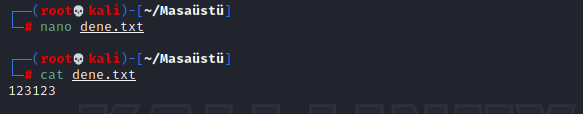 ┌──(root💀kali)-[~/Masaüstü]
└─# nano dene.txt
┌──(root💀kali)-[~/Masaüstü]
└─# cat dene.txt
123123